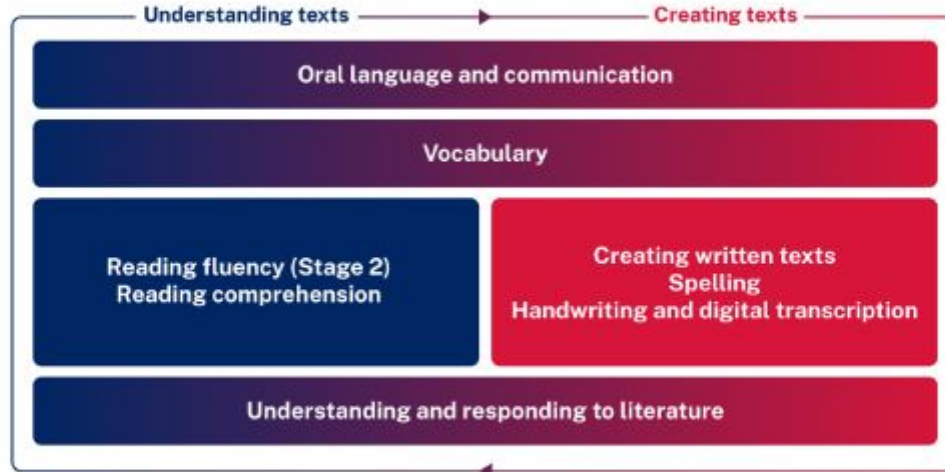 Understanding texts
Creating texts
Oral language and communication
Vocabulary
Reading fluency (Stage 2)
Reading comprehension
Creating written texts
Spelling
Handwriting and digital transcription
Understanding and responding to literature